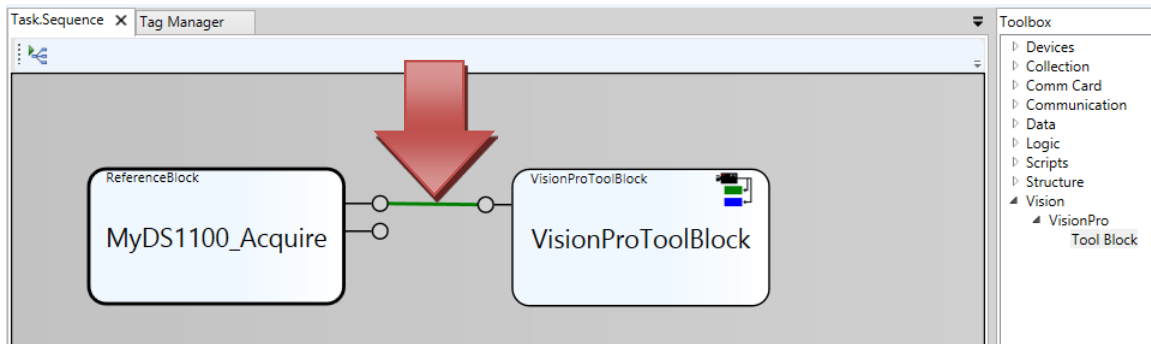 Task.Sequence X Tag Manager
Toolbox
Devices
Collection
Comm Card
Communication
Data
Logic
Scripts
Structure
Vision
VisionPro
Tool Block
ReferenceBlock
MyDS1100_Acquire
VisionProToolBlock
VisionProToolBlock